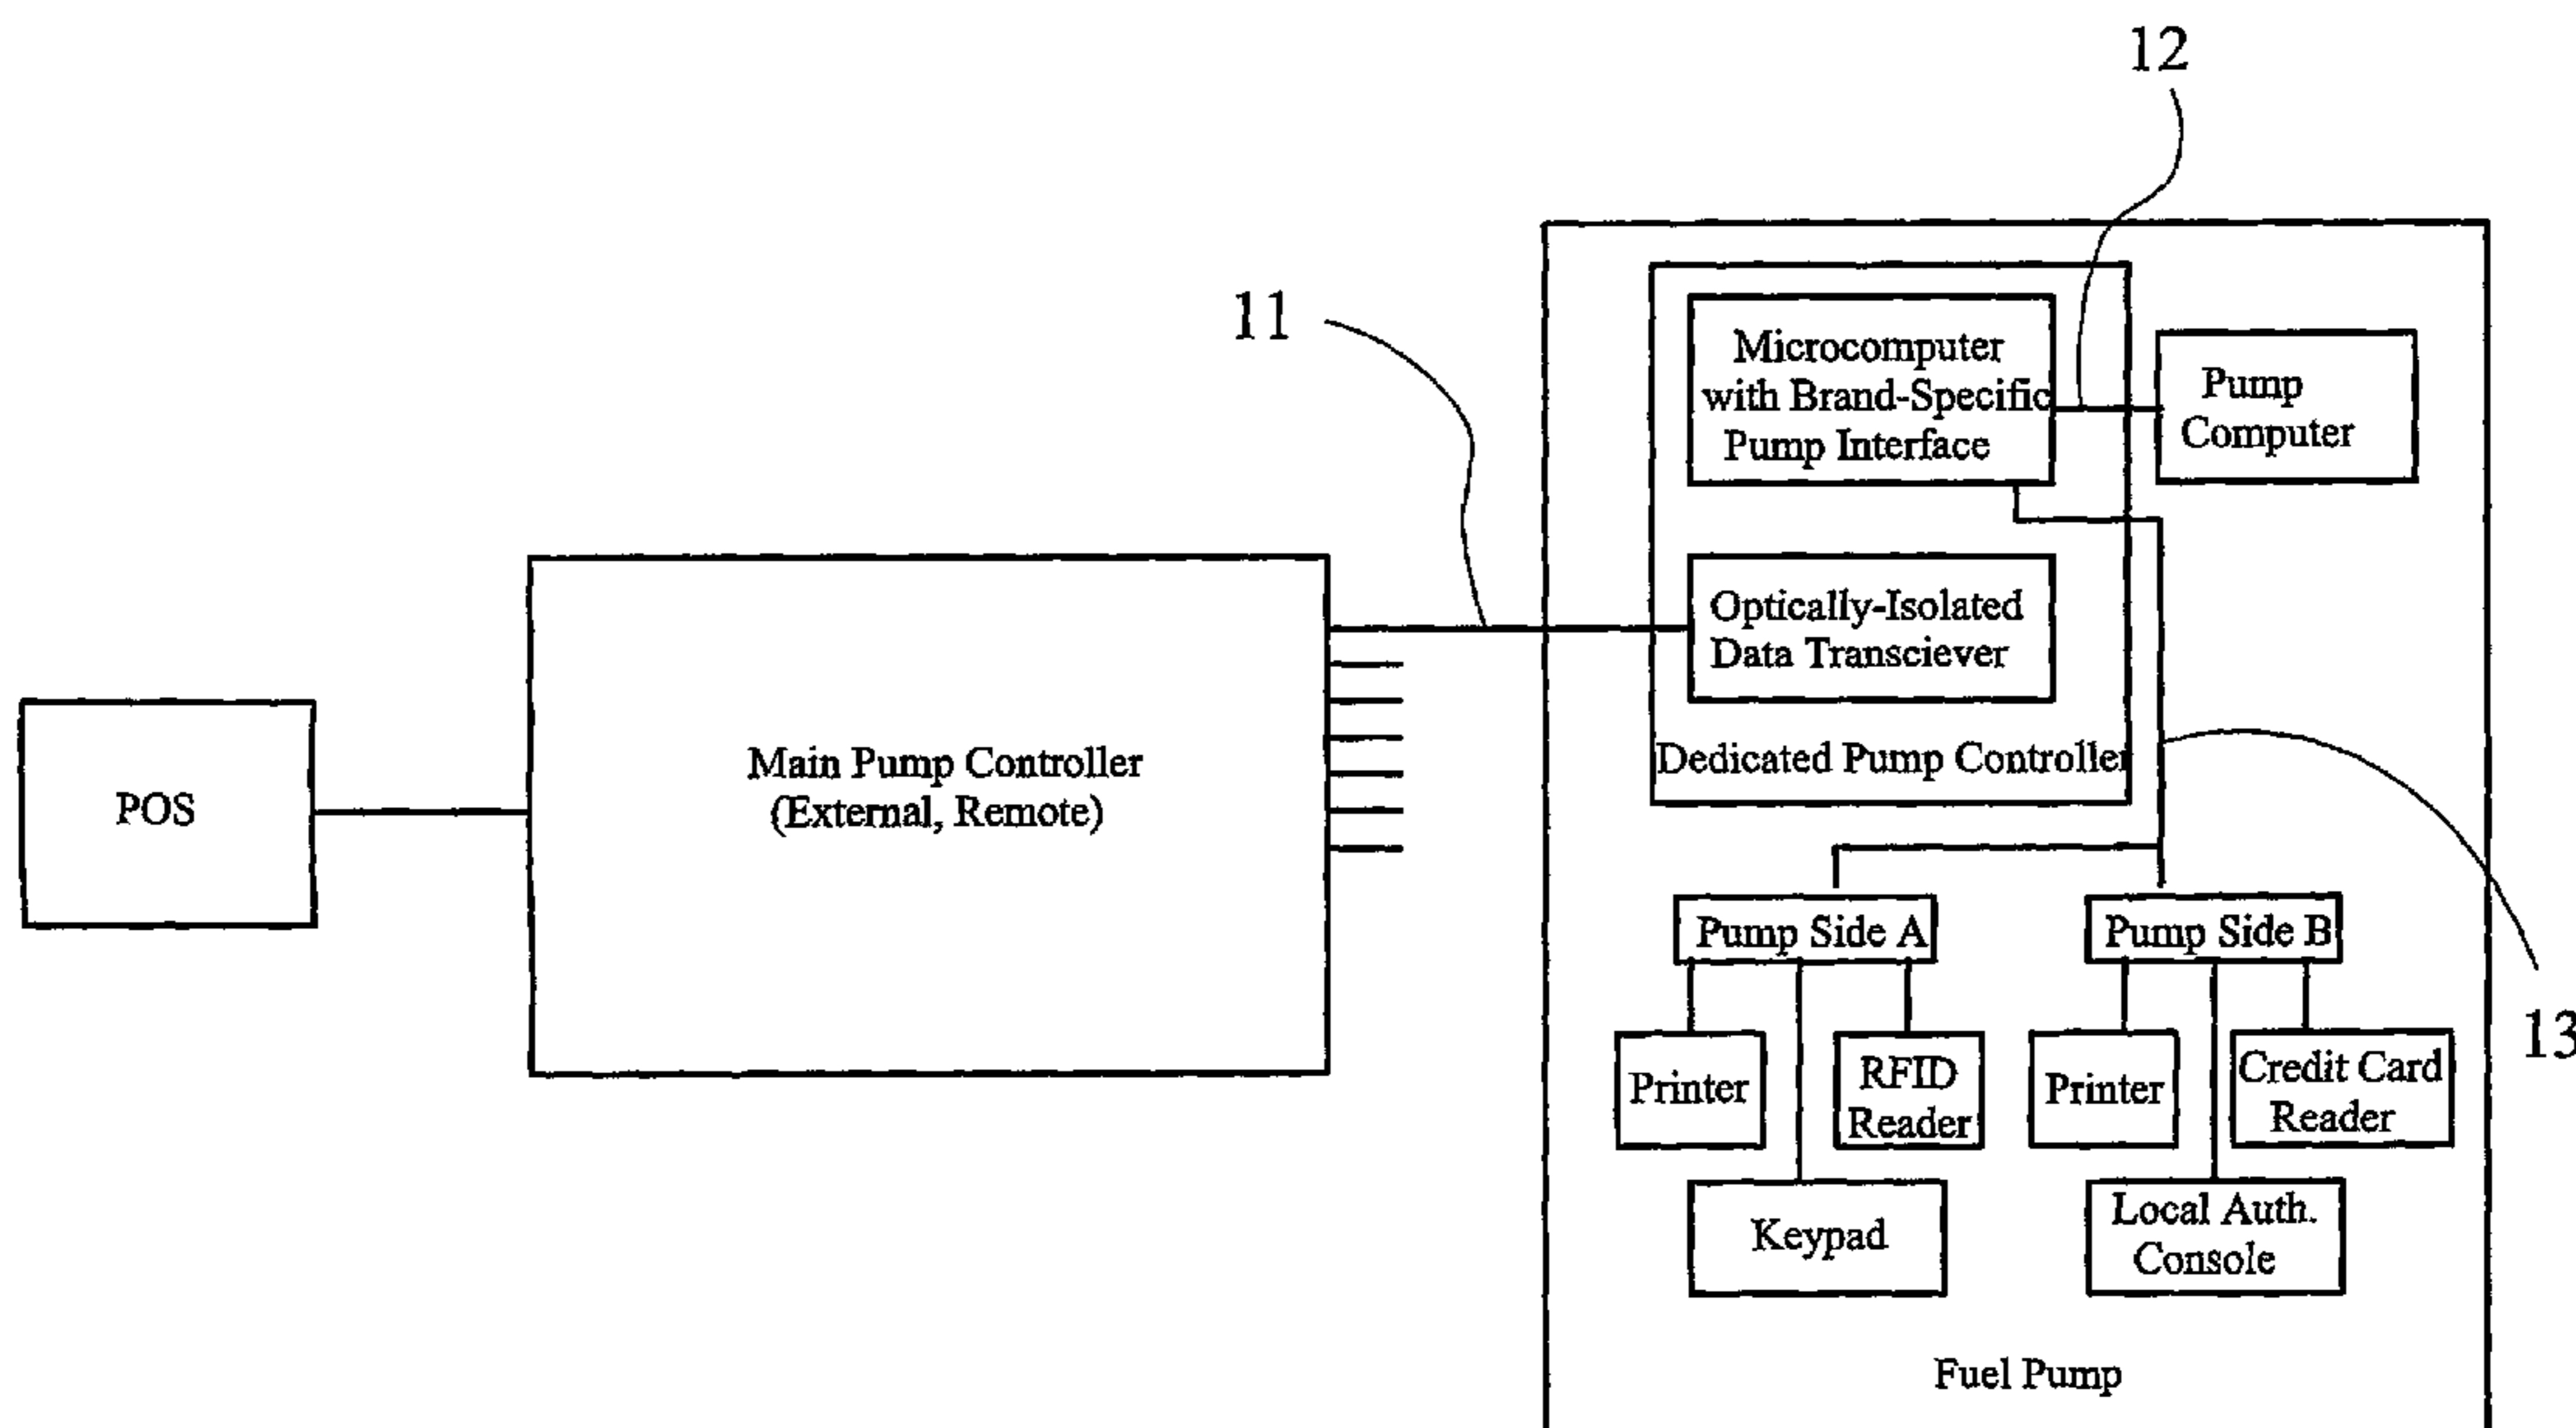 12
11
Microcomputer
with Brand-Specific
Pump Interface
Pump
Computer
Optically-Isolated
Data Transciever
Dedicated Pump Controller
Main Pump Controller
(External, Remote)
POS
Pump Side A
Pump Side B
13
Printer
RFID
Reader
Printer
Credit Card
Reader
Keypad
Local Auth.
Console
Fuel Pump